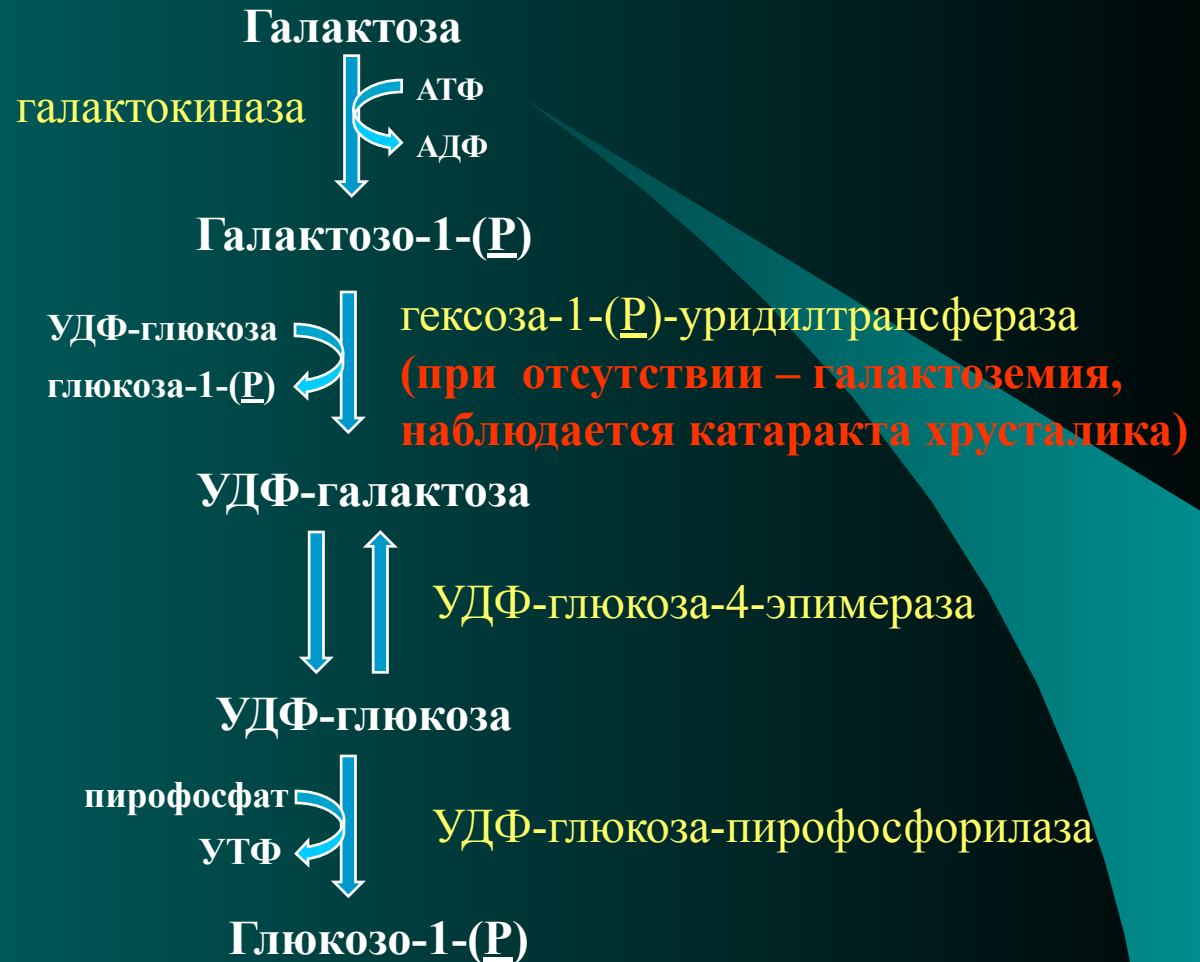 Галактоза
АТФ
галактокиназа
АДФ
Галактозо-1-(Р)
УДФ-глюкоза
глюкоза-1-(Р)
гексоза-1-(Р)-уридилтрансфераза
(при отсутствии – галактоземия,
наблюдается катаракта хрусталика)
УДФ-галактоза
УДФ-глюкоза-4-эпимераза
УДФ-глюкоза
пирофосфат
УТФ
УДФ-глюкоза-пирофосфорилаза
Глюкозо-1-(Р)